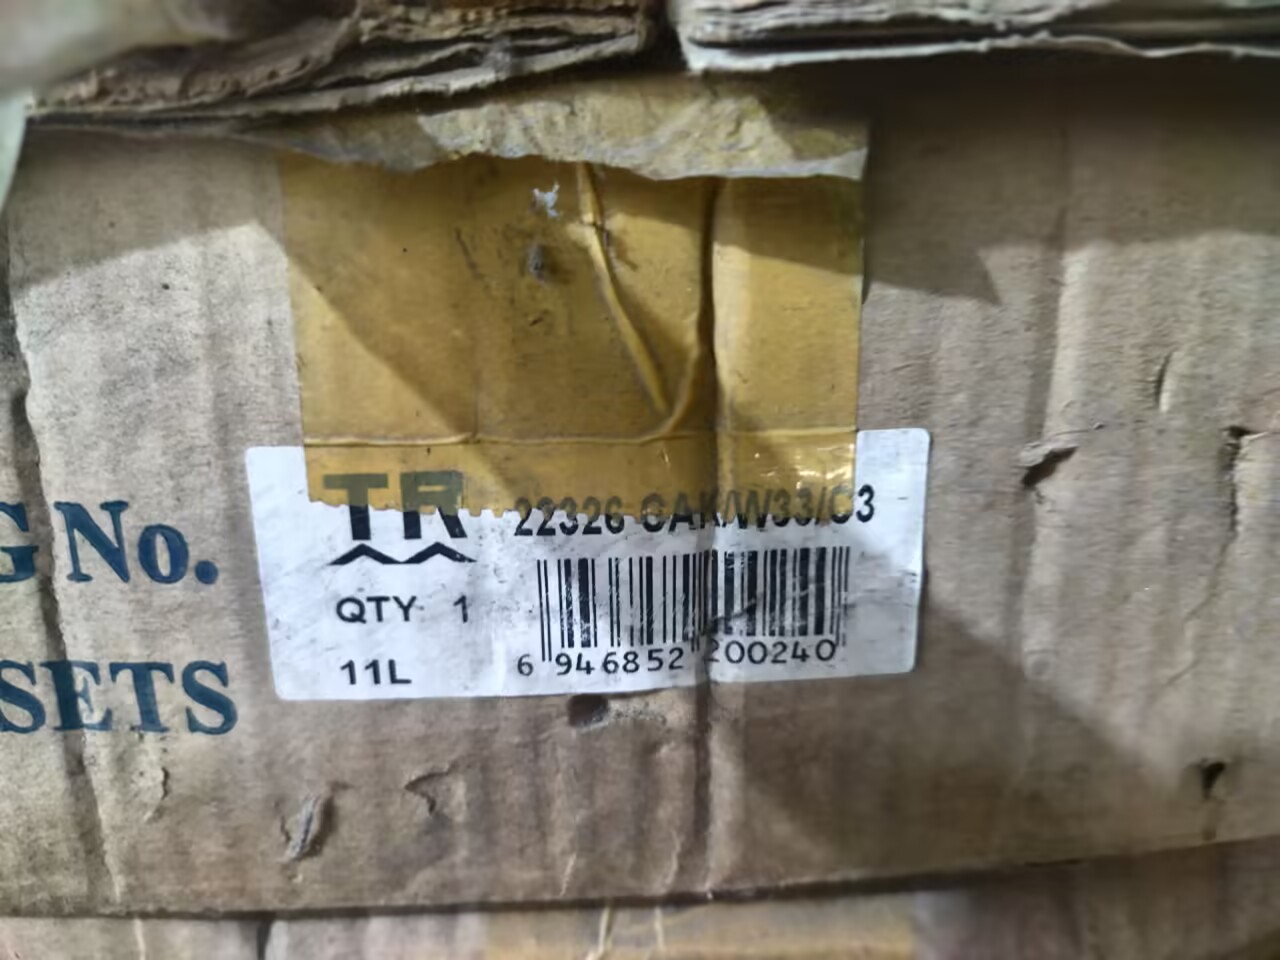 G No.
SETS
TR
22326 CAK/W33/C3
QTY 1
11L
6 946852 200240